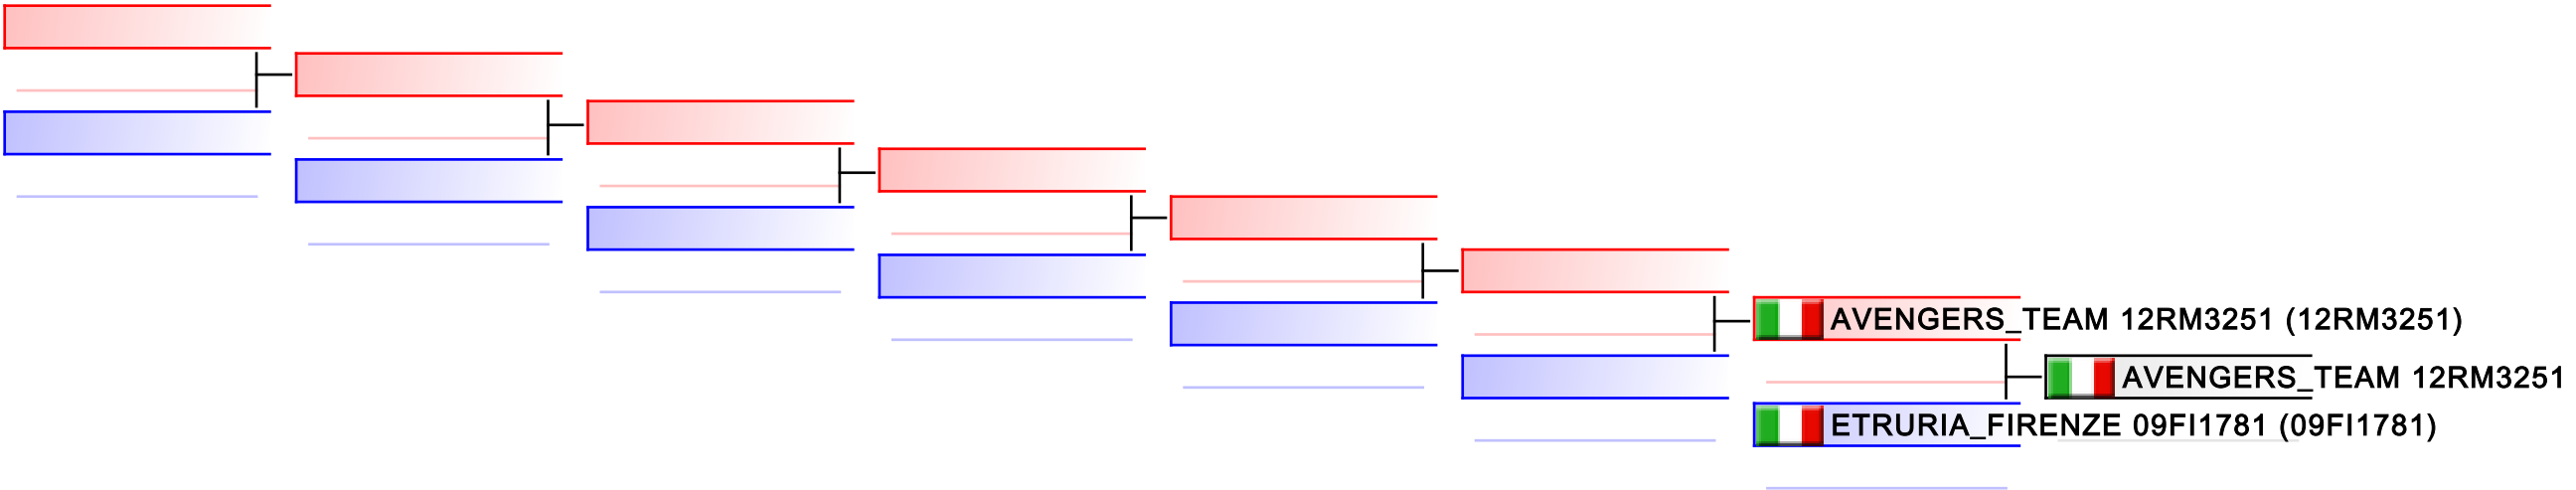 AVENGERS_TEAM 12RM3251 (12RM3251)
AVENGERS_TEAM 12RM3251
ETRURIA_FIRENZE 09FI1781 (09FI1781)